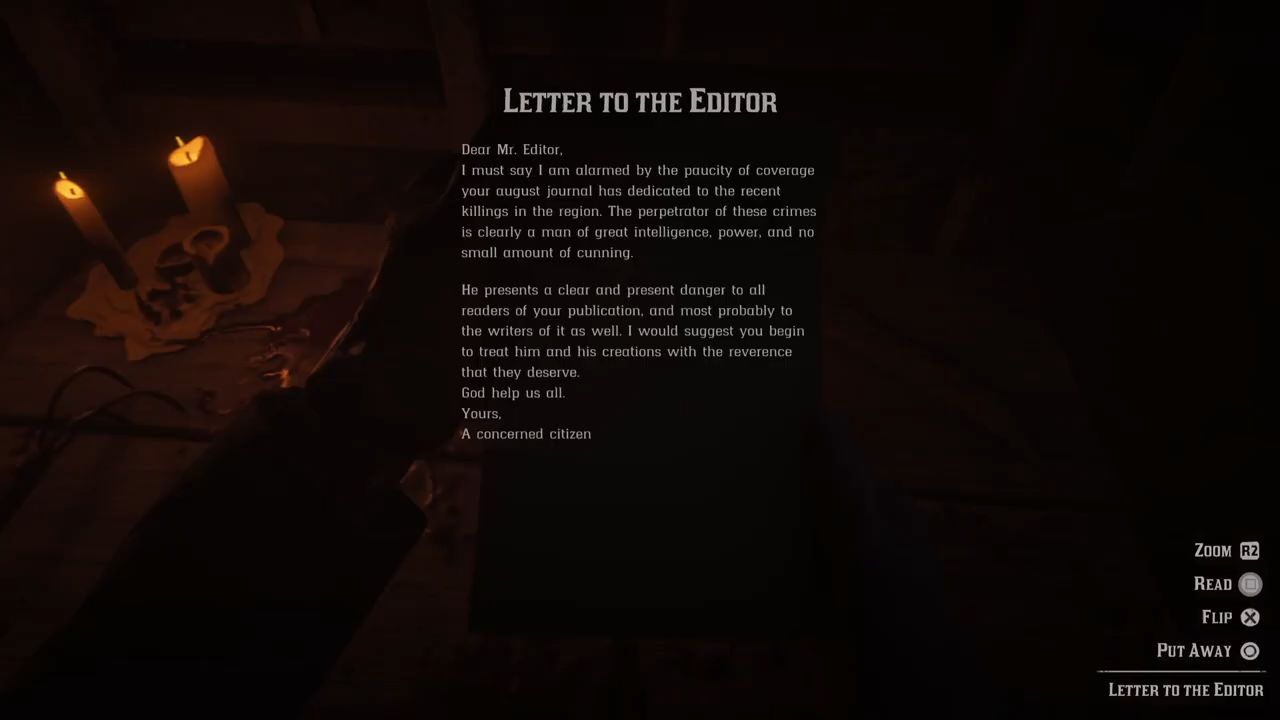 LETTER TO THE EDITOR
Dear Mr. Editor,
I must say I am alarmed by the paucity of coverage
your august journal has dedicated to the recent
killings in the region. The perpetrator of these crimes
is clearly a man of great intelligence, power, and no
small amount of cunning.
He presents a clear and present danger to all
readers of your publication, and most probably to
the writers of it as well. I would suggest you begin
to treat him and his creations with the reverence
that they deserve.
God help us all.
Yours,
A concerned citizen
ZOOM R2
READ
FLIP
PUT AWAY
LETTER TO THE EDITOR